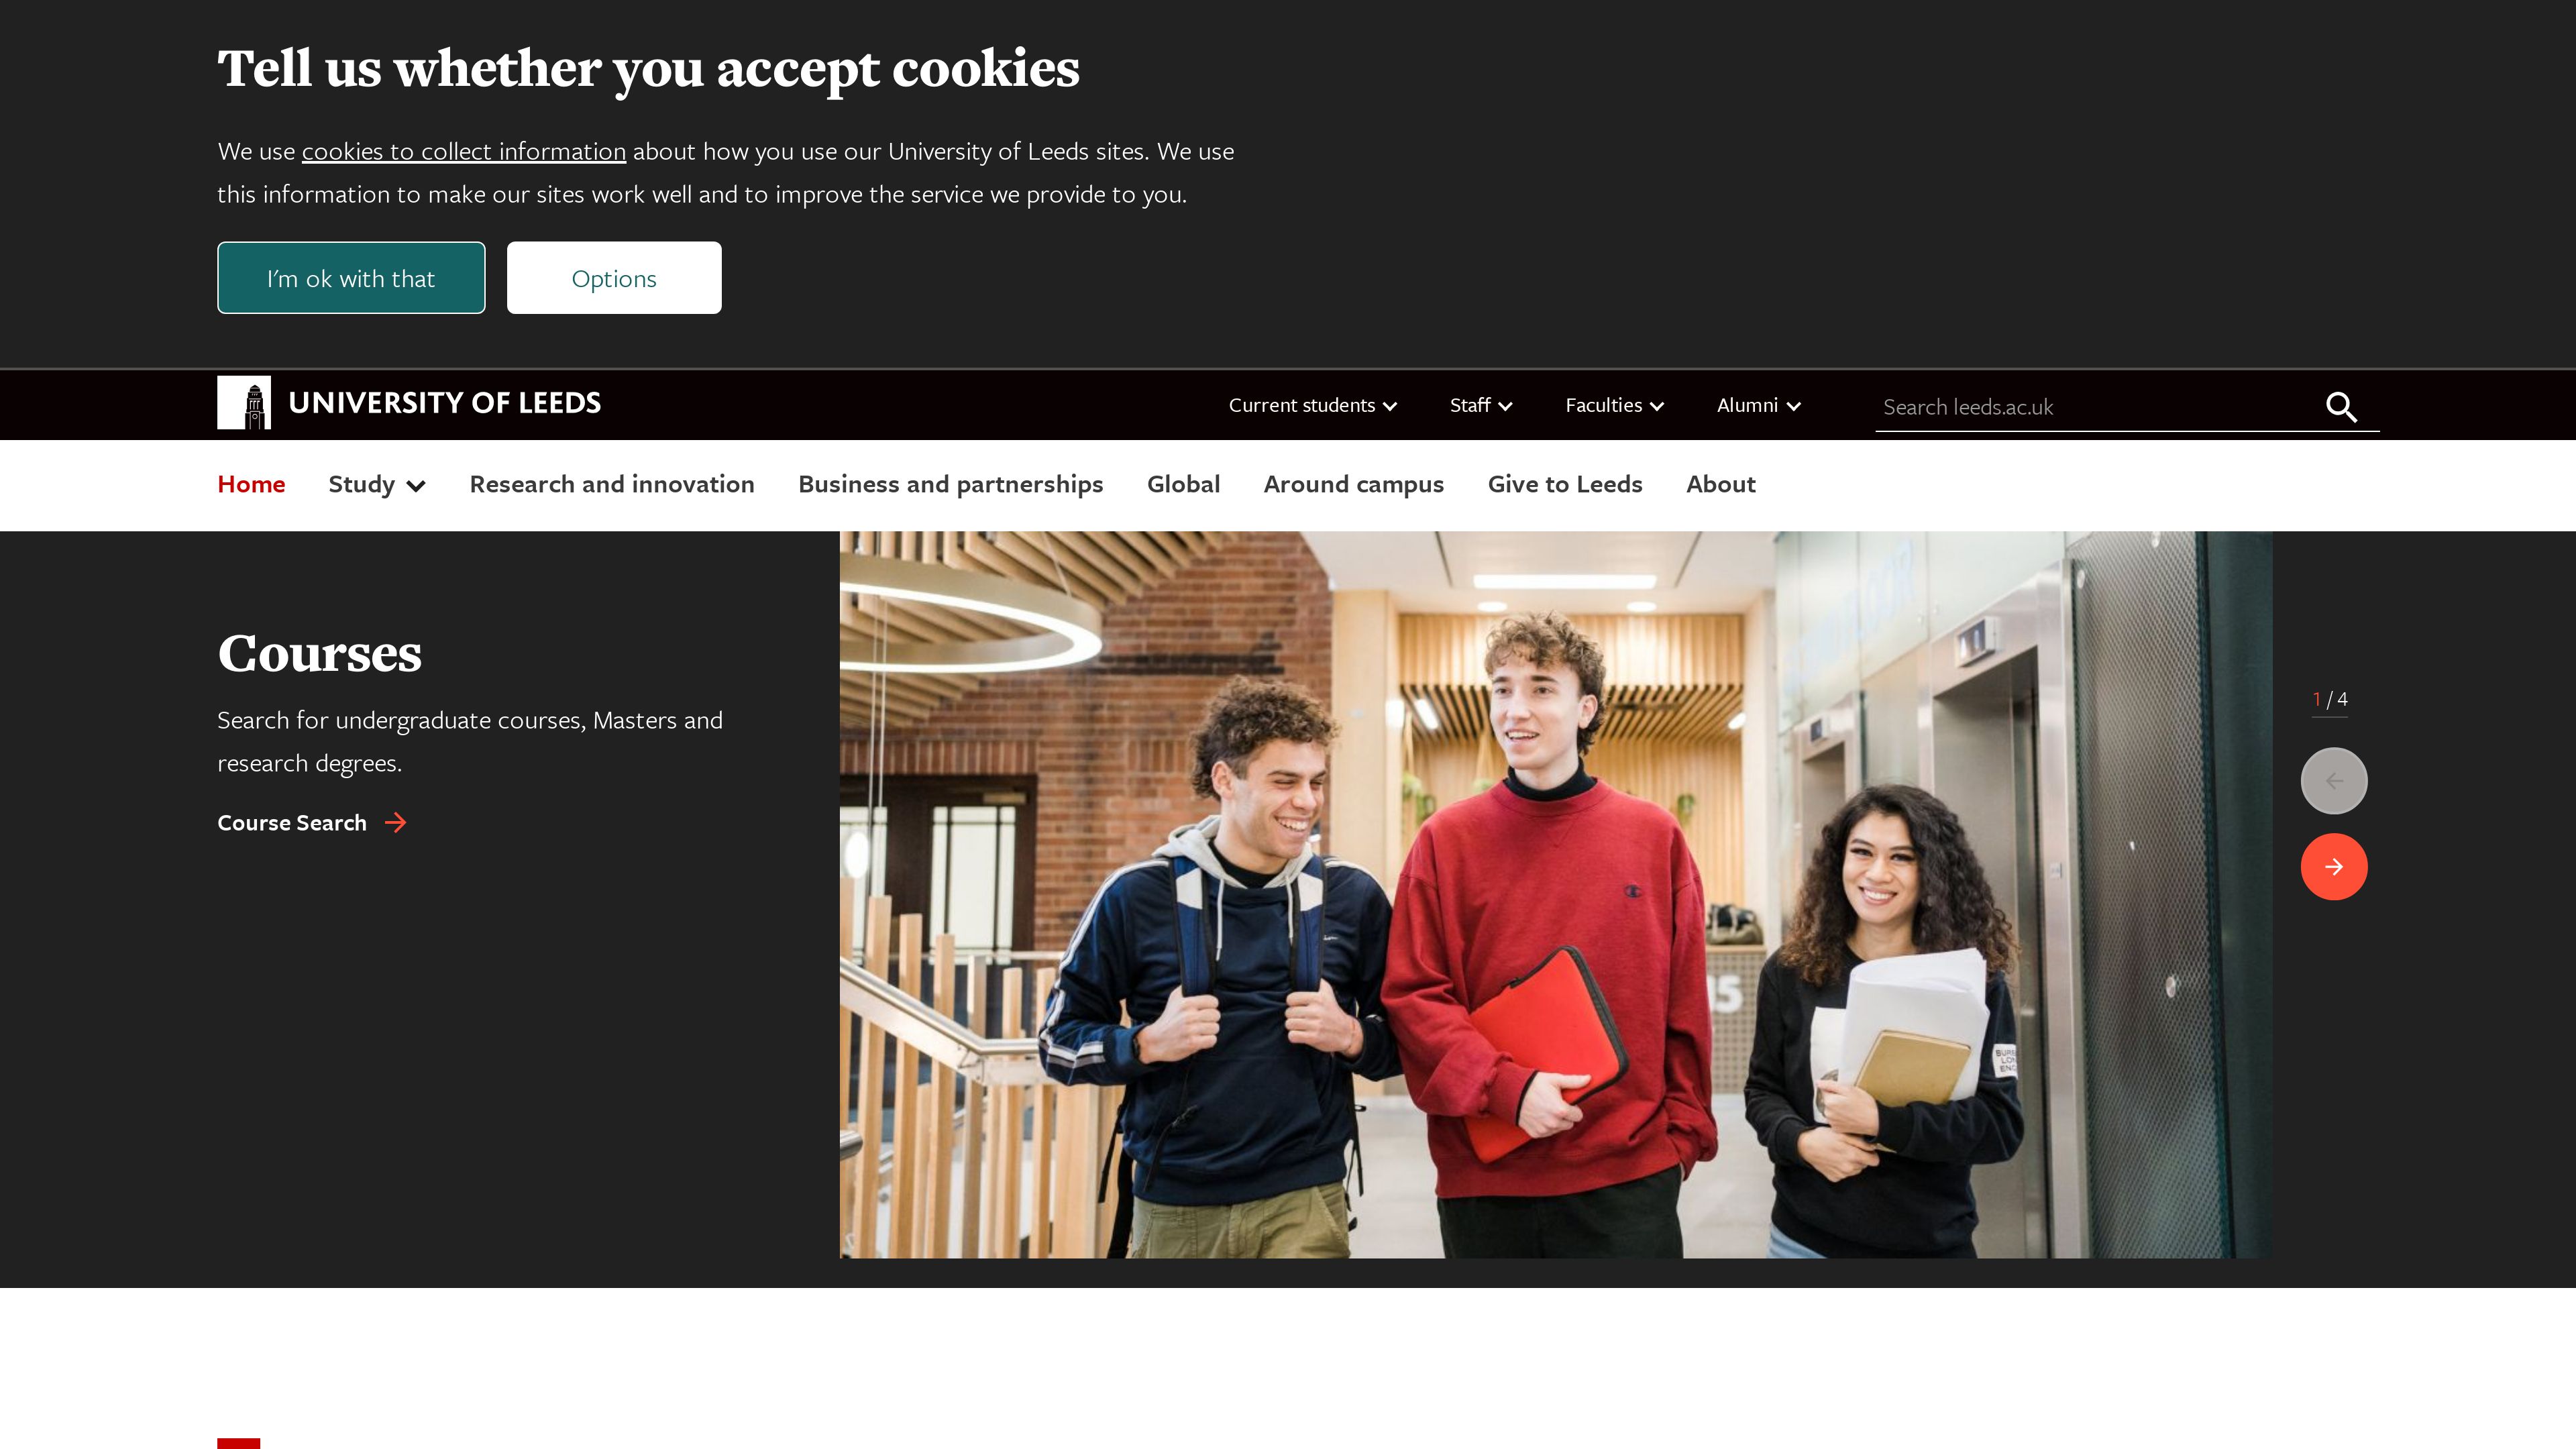 Tell us whether you accept cookies
We use cookies to collect information about how you use our University of Leeds sites. We use
this information to make our sites work well and to improve the service we provide to you.
I'm ok with that
Options
UNIVERSITY OF LEEDS
Current students
Staff
Faculties
Alumni
Search leeds.ac.uk
Home
Study
Research and innovation
Business and partnerships
Global
Around campus
Give to Leeds
About
Courses
Search for undergraduate courses, Masters and
research degrees.
Course Search
1 / 4